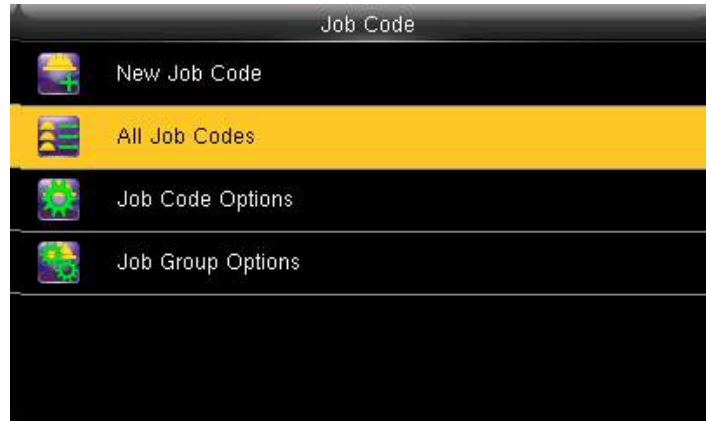 Job Code
New Job Code
All Job Codes
Job Code Options
Job Group Options